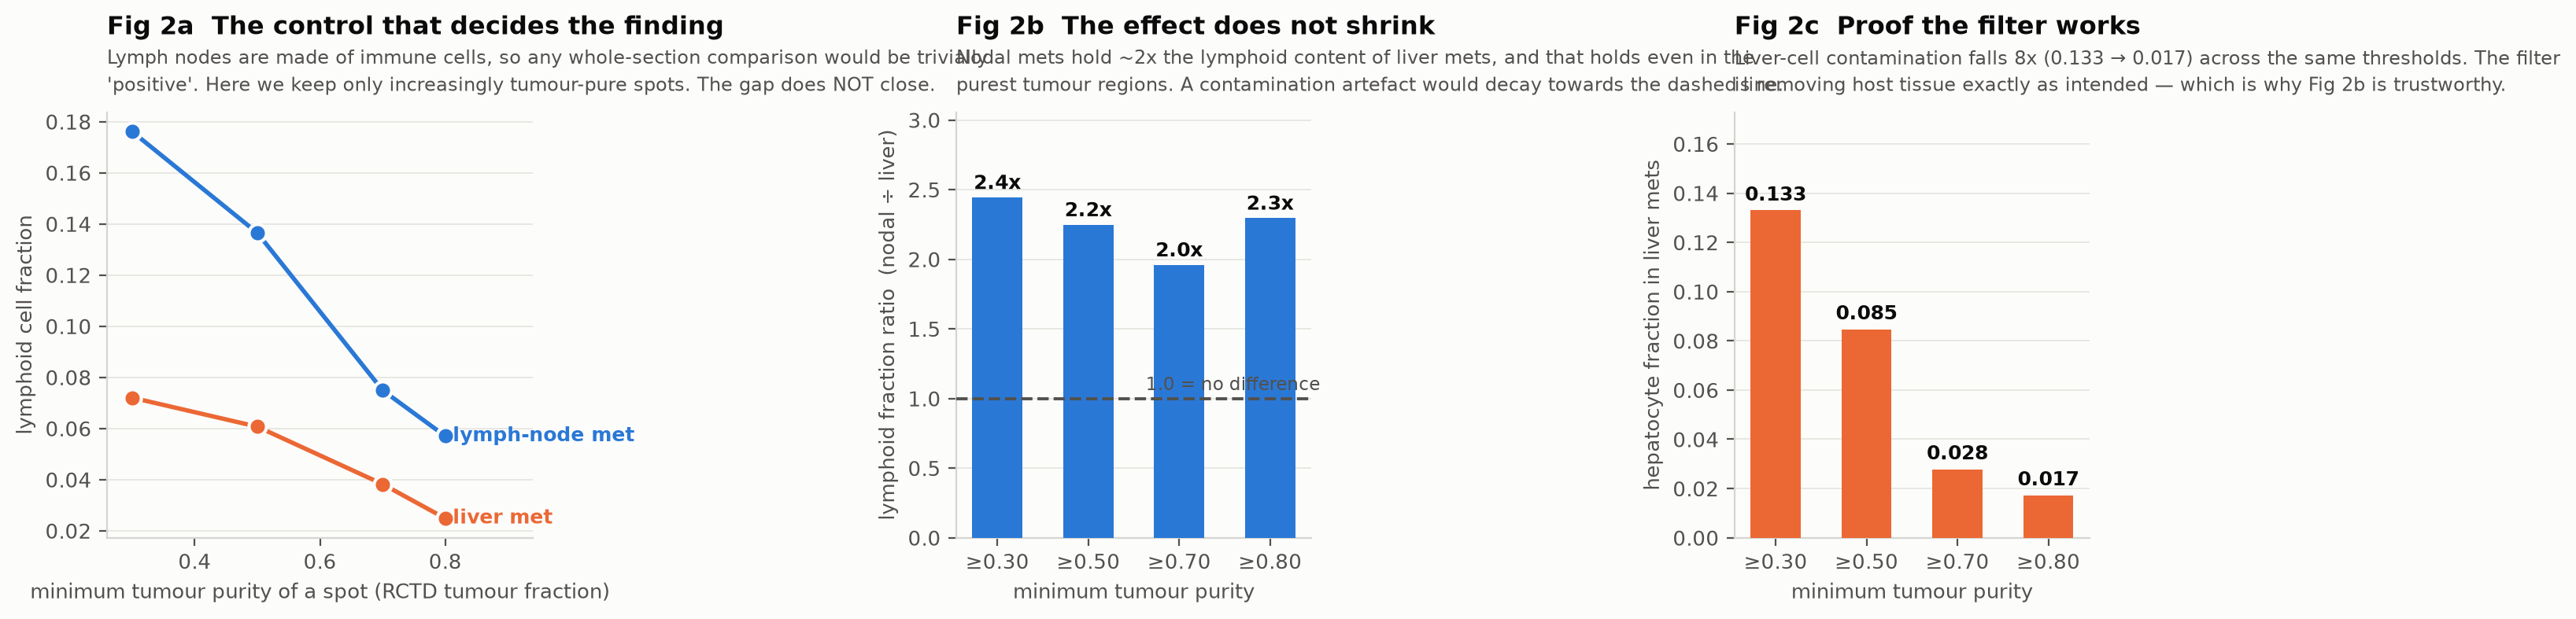 Fig 2a  The control that decides the finding
Lymph nodes are made of immune cells, so any whole-section comparison would be trivially
'positive'. Here we keep only increasingly tumour-pure spots. The gap does NOT close.
lymphoid cell fraction
0.18
0.16
0.14
0.12
0.10
0.08
0.06
0.04
0.02
lymph-node met
liver met
0.4
0.6
0.8
minimum tumour purity of a spot (RCTD tumour fraction)
Fig 2b  The effect does not shrink
Nodal mets hold ~2x the lymphoid content of liver mets, and that holds even in the
purest tumour regions. A contamination artefact would decay towards the dashed line.
lymphoid fraction ratio  (nodal ÷ liver)
3.0
2.5
2.0
1.5
1.0
0.5
0.0
2.4x
2.2x
2.0x
2.3x
1.0 = no difference
≥0.30
≥0.50
≥0.70
≥0.80
minimum tumour purity
Fig 2c  Proof the filter works
Liver-cell contamination falls 8x (0.133 → 0.017) across the same thresholds. The filter
is removing host tissue exactly as intended — which is why Fig 2b is trustworthy.
hepatocyte fraction in liver mets
0.16
0.14
0.12
0.10
0.08
0.06
0.04
0.02
0.00
0.133
0.085
0.028
0.017
≥0.30
≥0.50
≥0.70
≥0.80
minimum tumour purity